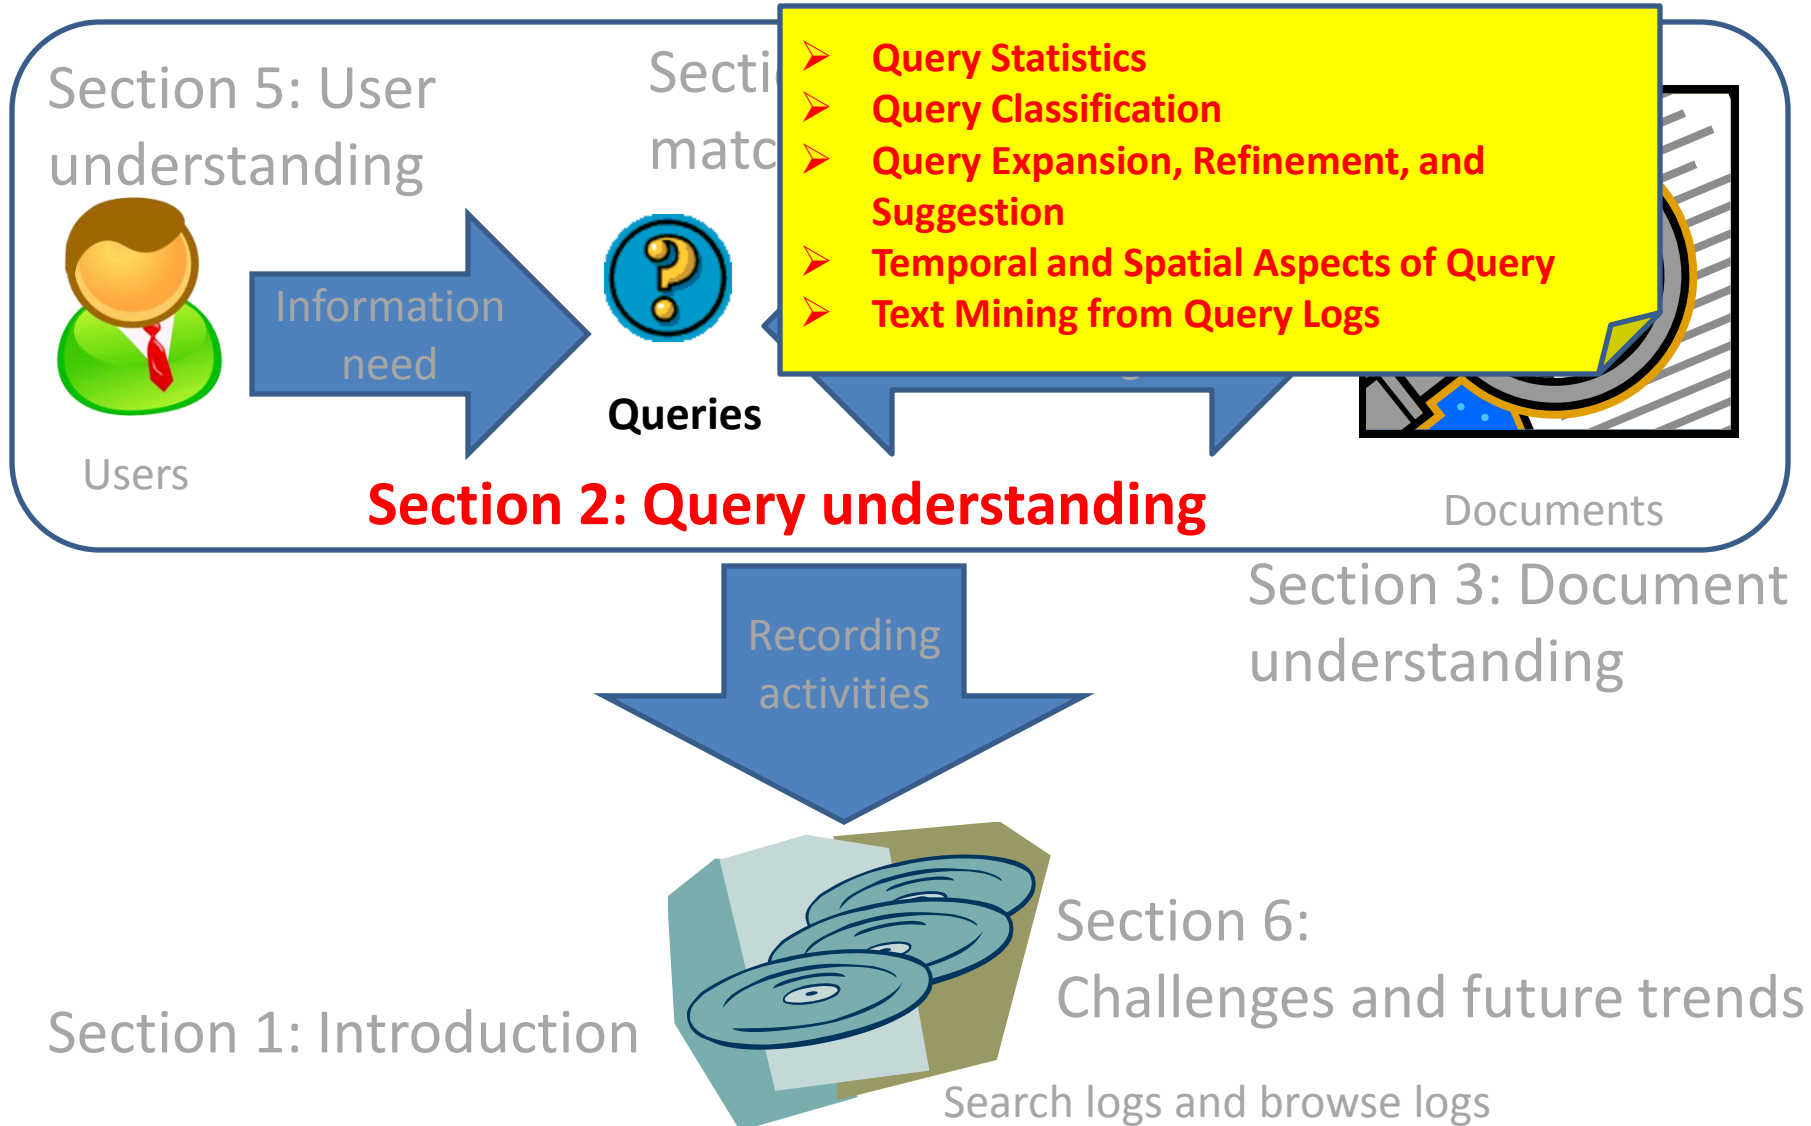 Section 5: User
understanding
Query Statistics
Query Classification
Query Expansion, Refinement, and
Suggestion
Temporal and Spatial Aspects of Query
Text Mining from Query Logs
Information
need
Queries
Users
Section 2: Query understanding
Documents
Section 3: Document
understanding
Recording
activities
Section 6:
Challenges and future trends
Section 1: Introduction
Search logs and browse logs